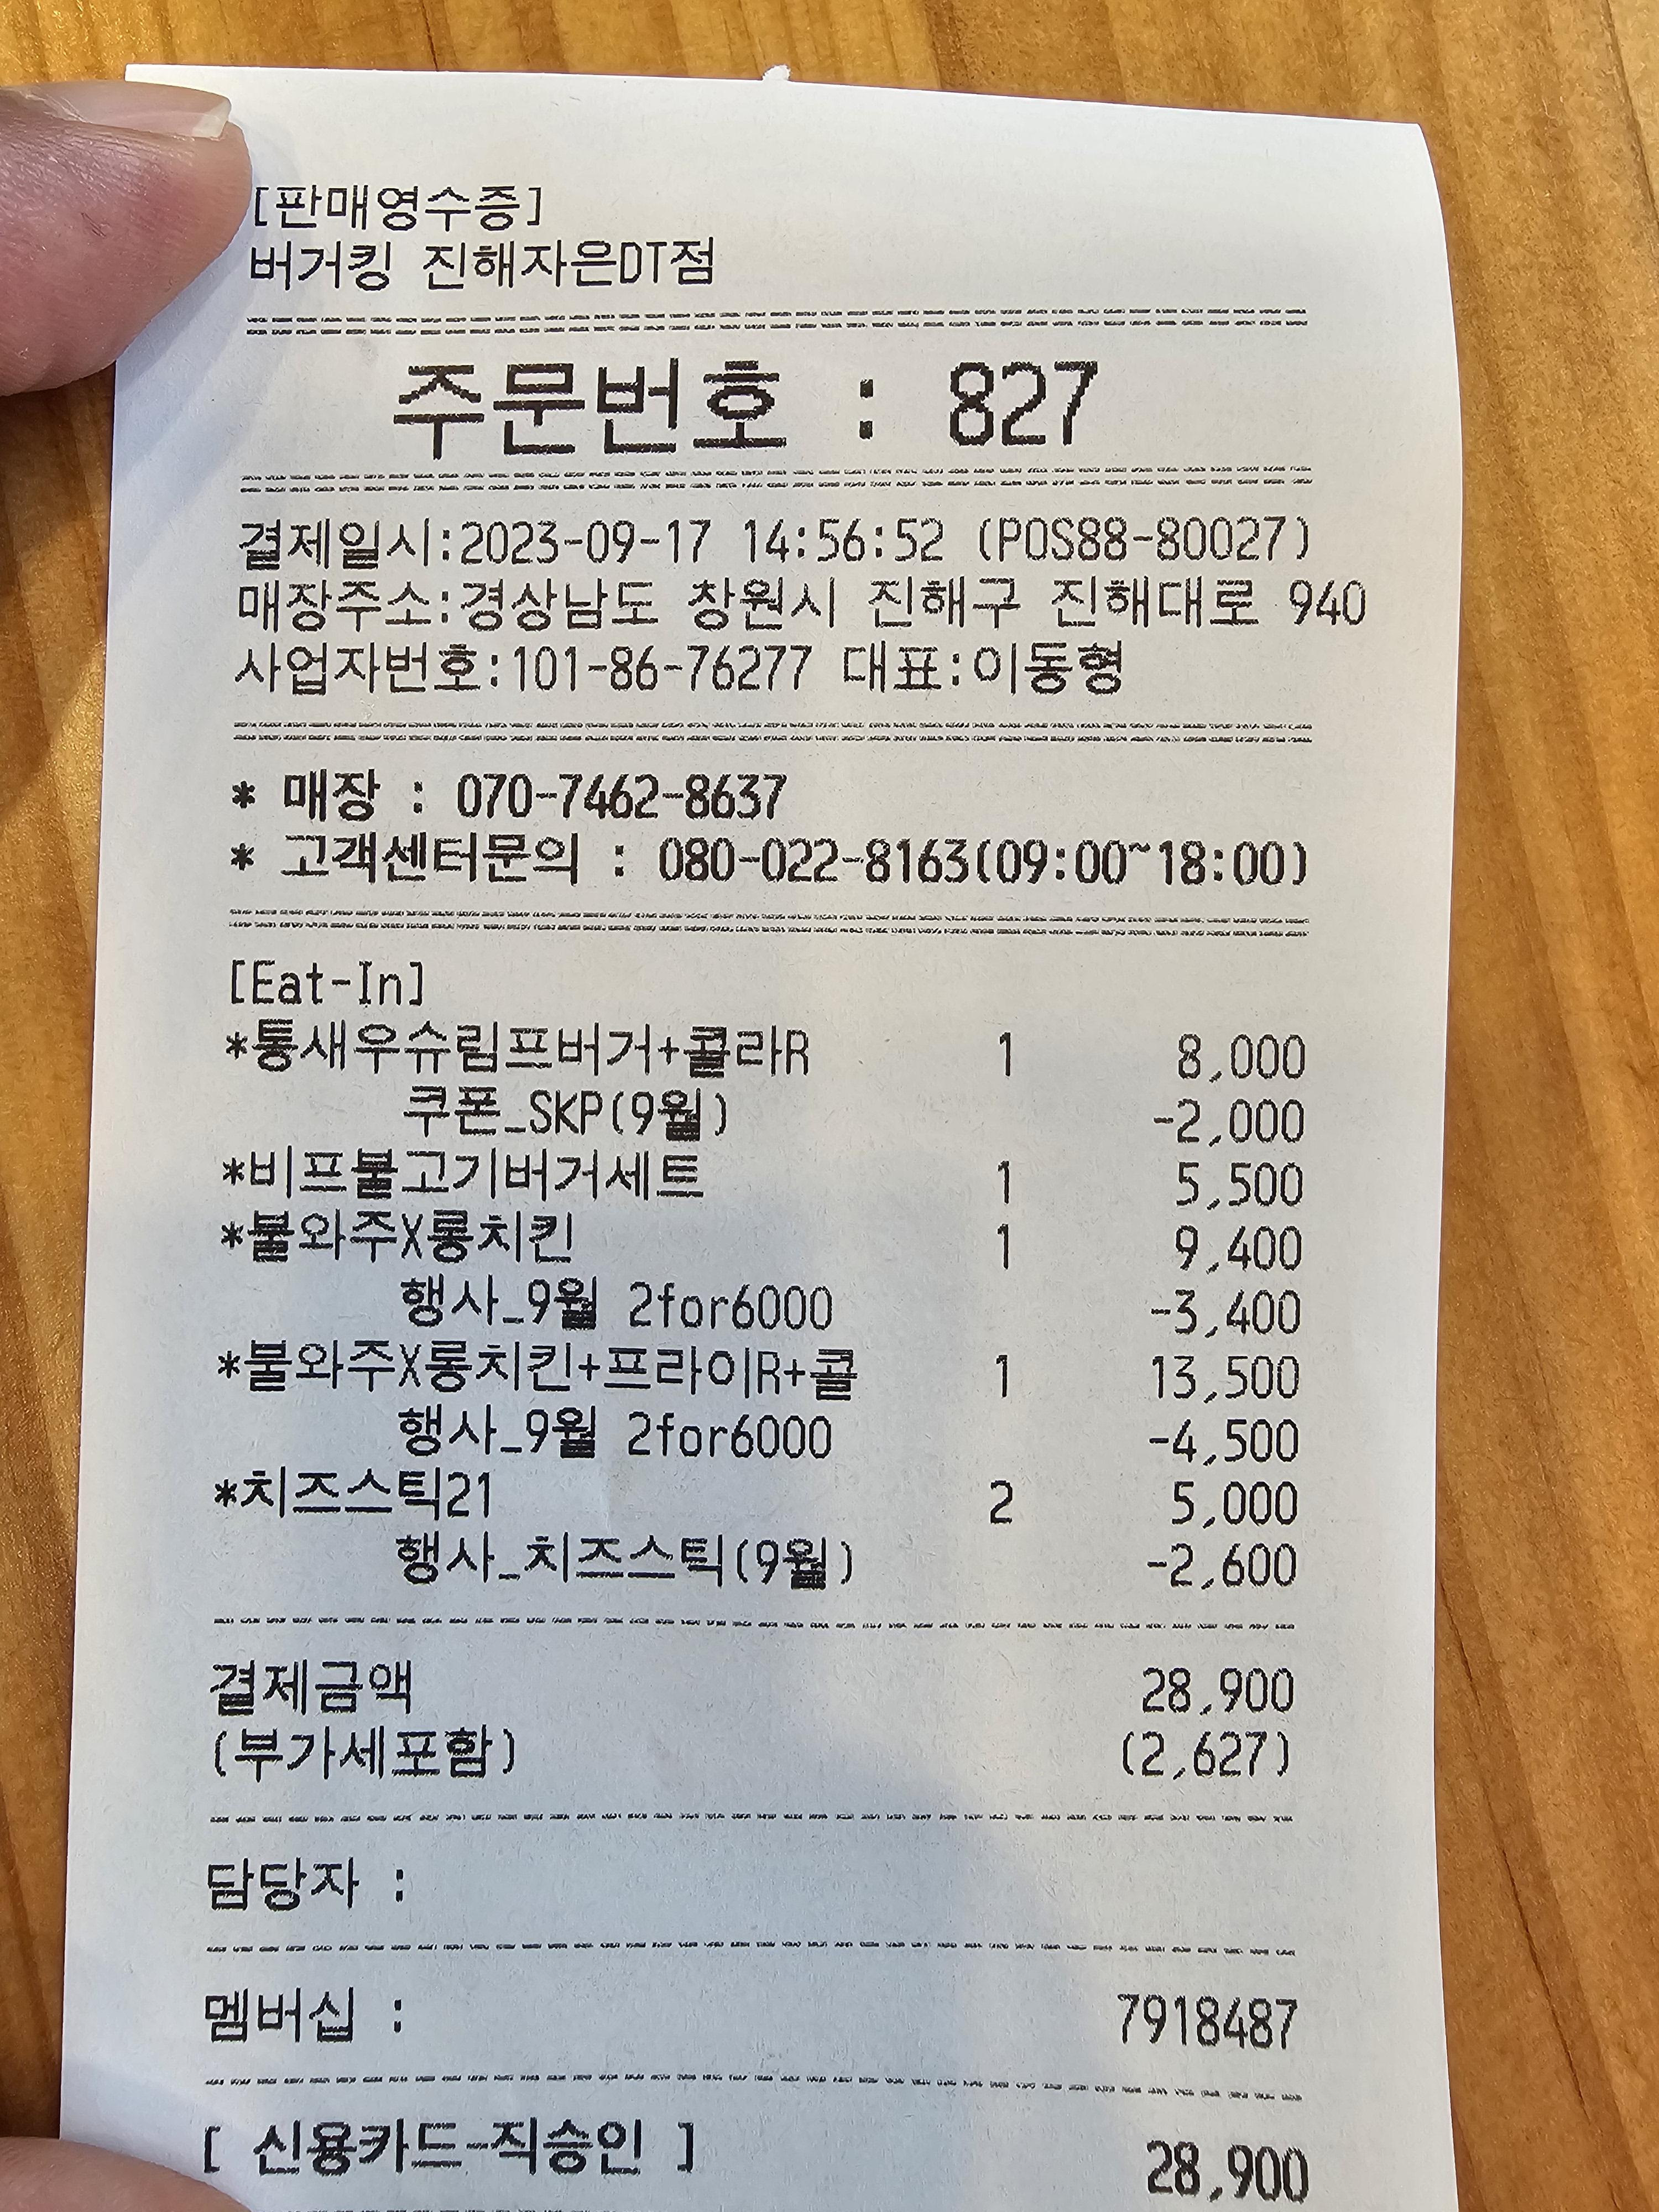 [판매영수증]
버거킹 진해자은DT점
주문번호 : 827
결제일시:2023-09-17 14:56:52 (POS88-80027)
매장주소:경상남도 창원시 진해구 진해대로 940
사업자번호:101-86-76277 대표:이동형
* 매장 : 070-7462-8637
* 고객센터문의 : 080-022-8163(09:00~18:00)
[Eat-In]
*통새우슈림프버거+콜라R 1 8,000
쿠폰_SKP(9월) -2,000
*비프불고기버거세트 1 5,500
*불와주X롱치킨 1 9,400
행사_9월 2for6000 -3,400
*불와주X롱치킨+프라이R+콜 1 13,500
행사_9월 2for6000 -4,500
*치즈스틱21 2 5,000
행사_치즈스틱(9월) -2,600
결제금액 28,900
(부가세포함) (2,627)
담당자 :
멤버십 : 7918487
[ 신용카드-직승인 ] 28,900